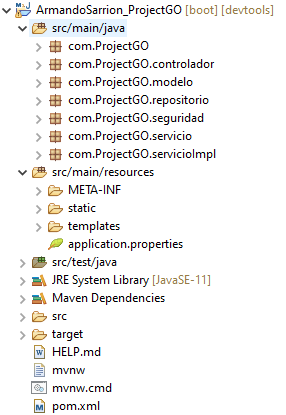 ArmandoSarrion_ProjectGO [boot] [devtools]
src/main/java
com.ProjectGO
com.ProjectGO.controlador
com.ProjectGO.modelo
com.ProjectGO.repositorio
com.ProjectGO.seguridad
com.ProjectGO.servicio
com.ProjectGO.servicioImpl
src/main/resources
META-INF
static
templates
application.properties
src/test/java
JRE System Library [JavaSE-11]
Maven Dependencies
src
target
HELP.md
mvnw
mvnw.cmd
pom.xml